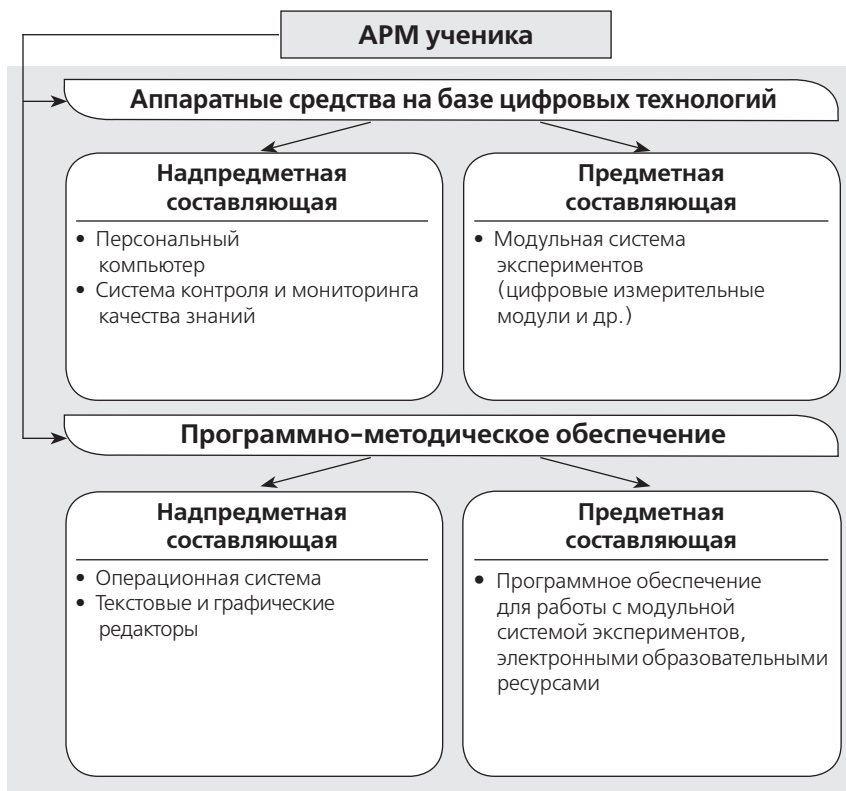 АРМ ученика
Аппаратные средства на базе цифровых технологий
Надпредметная
составляющая
• Персональный
компьютер
• Система контроля и мониторинга
качества знаний
Предметная
составляющая
• Модульная система
экспериментов
(цифровые измерительные
модули и др.)
Программно-методическое обеспечение
Надпредметная
составляющая
• Операционная система
• Текстовые и графические
редакторы
Предметная
составляющая
• Программное обеспечение
для работы с модульной
системой экспериментов,
электронными образовательными
ресурсами